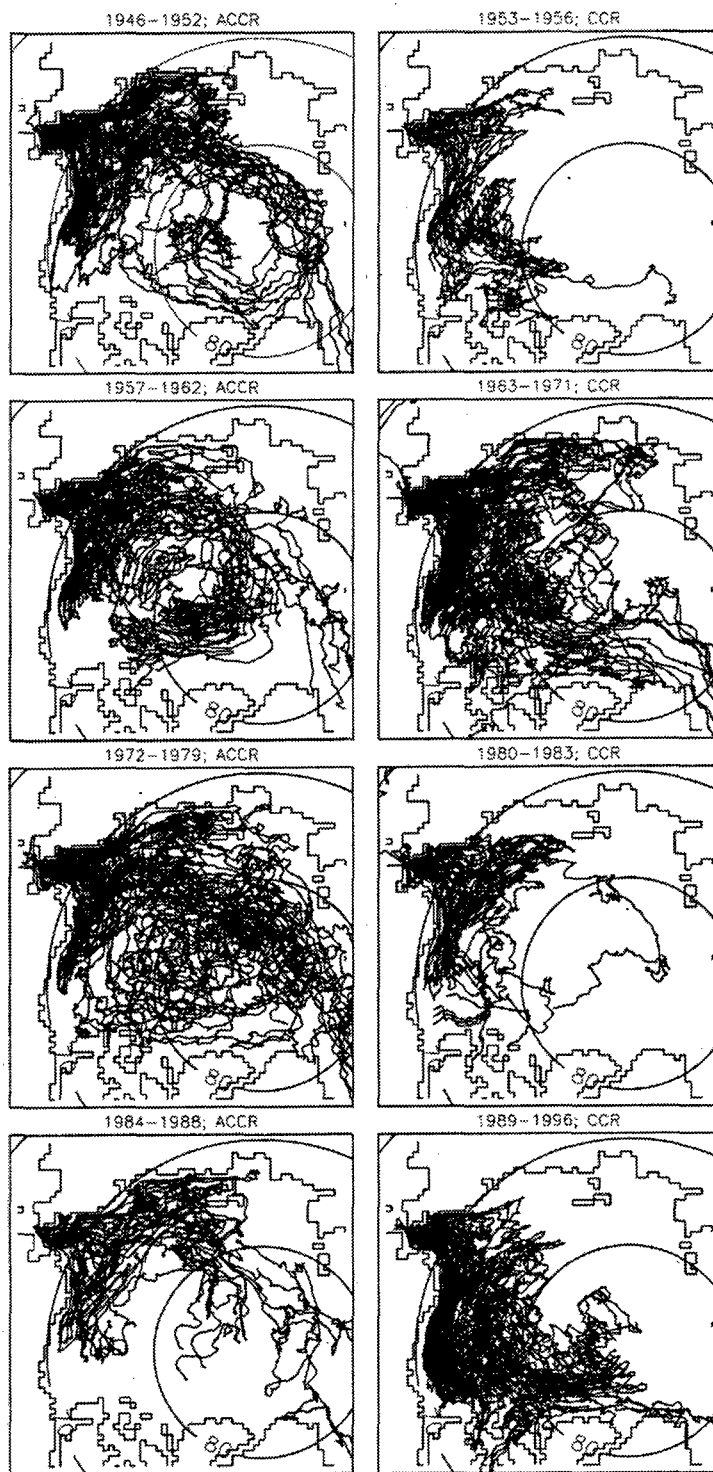 1946-1952; ACCR
1953-1956; CCR
80
80
1957-1962; ACCR
1963-1971; CCR
80
80
1972-1979; ACCR
1980-1983; CCR
80
80
1984-1988; ACCR
1989-1996; CCR
80
80